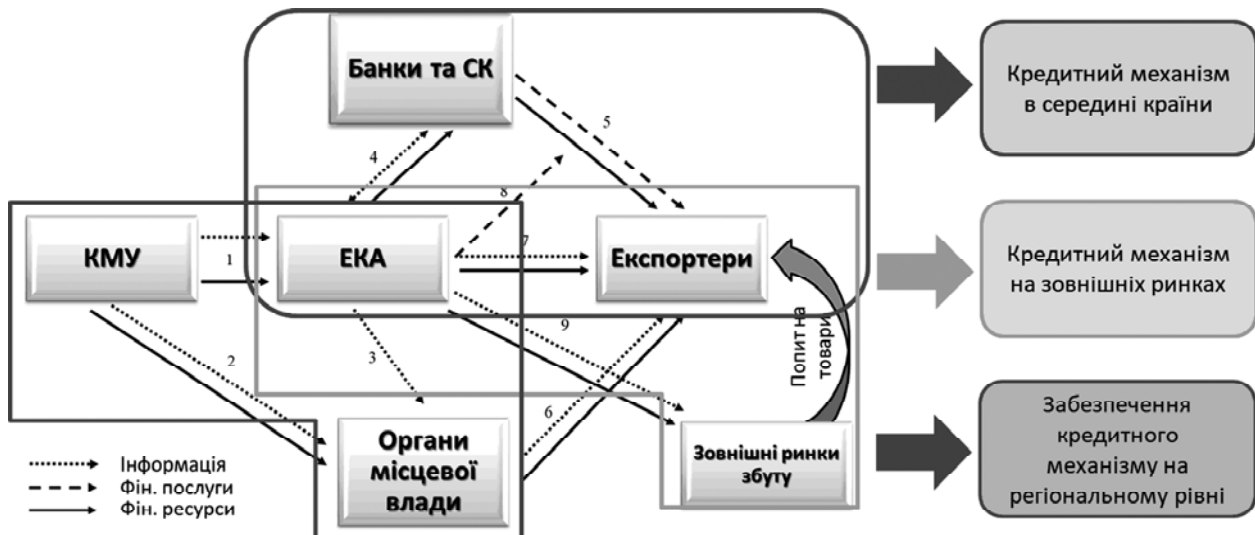 Банки та СК
Кредитний механізм
в середині країни
5
4
8
КМУ
ЕКА
7
Експортери
Кредитний механізм
на зовнішніх ринках
1
9
Попит на
товари
2
3
6
Органи
місцевої
влади
Зовнішні ринки
збуту
Забезпечення
кредитного
механізму на
регіональному рівні
Інформація
Фін. послуги
Фін. ресурси